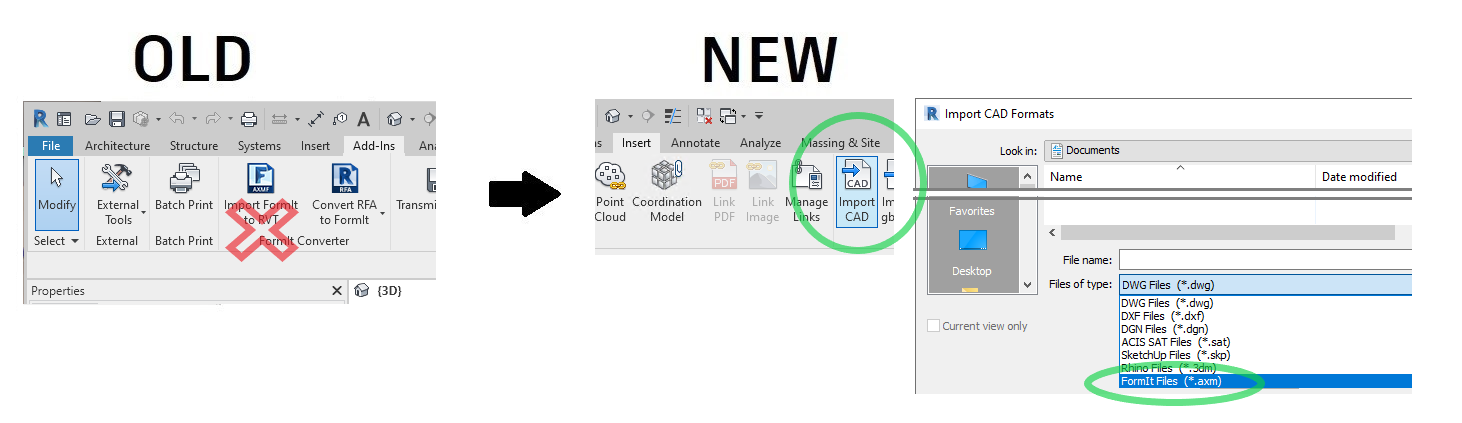 OLD
NEW
File Architecture Structure Systems Insert Add-Ins
Modify
External Tools
Batch Print
AXMF
Import FormIt to RVT
RFA
Convert RFA to FormIt
Select
External
Batch Print
FormIt Converter
Properties
{3D}
Insert Annotate Analyze Massing & Site
Point Cloud
Coordination Model
PDF
Link PDF
Link Image
Manage Links
CAD
Import CAD
Import CAD Formats
Look in:
Documents
Name
Date modified
Favorites
Desktop
File name:
Files of type:
DWG Files (*.dwg)
DWG Files (*.dwg)
DXF Files (*.dxf)
DGN Files (*.dgn)
ACIS SAT Files (*.sat)
SketchUp Files (*.skp)
Rhino Files (*.3dm)
FormIt Files (*.axm)
Current view only